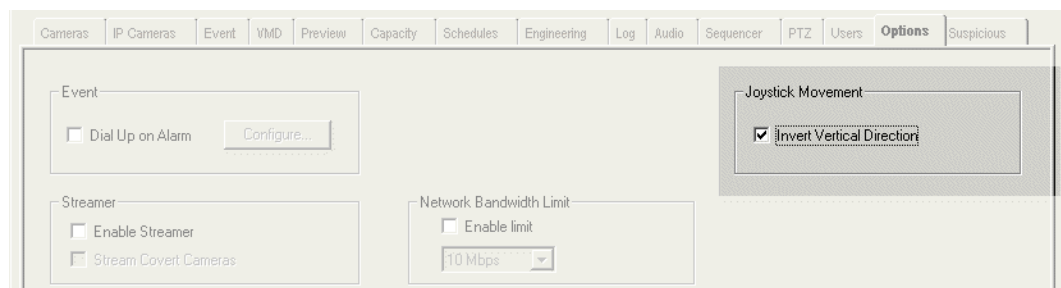 Cameras IP Cameras Event VMD Preview Capacity Schedules Engineering Log Audio Sequencer PTZ Users Options Suspicious
Event
Dial Up on Alarm Configure...
Joystick Movement
Invert Vertical Direction
Streamer
Enable Streamer
Stream Covert Cameras
Network Bandwidth Limit
Enable limit
10 Mbps